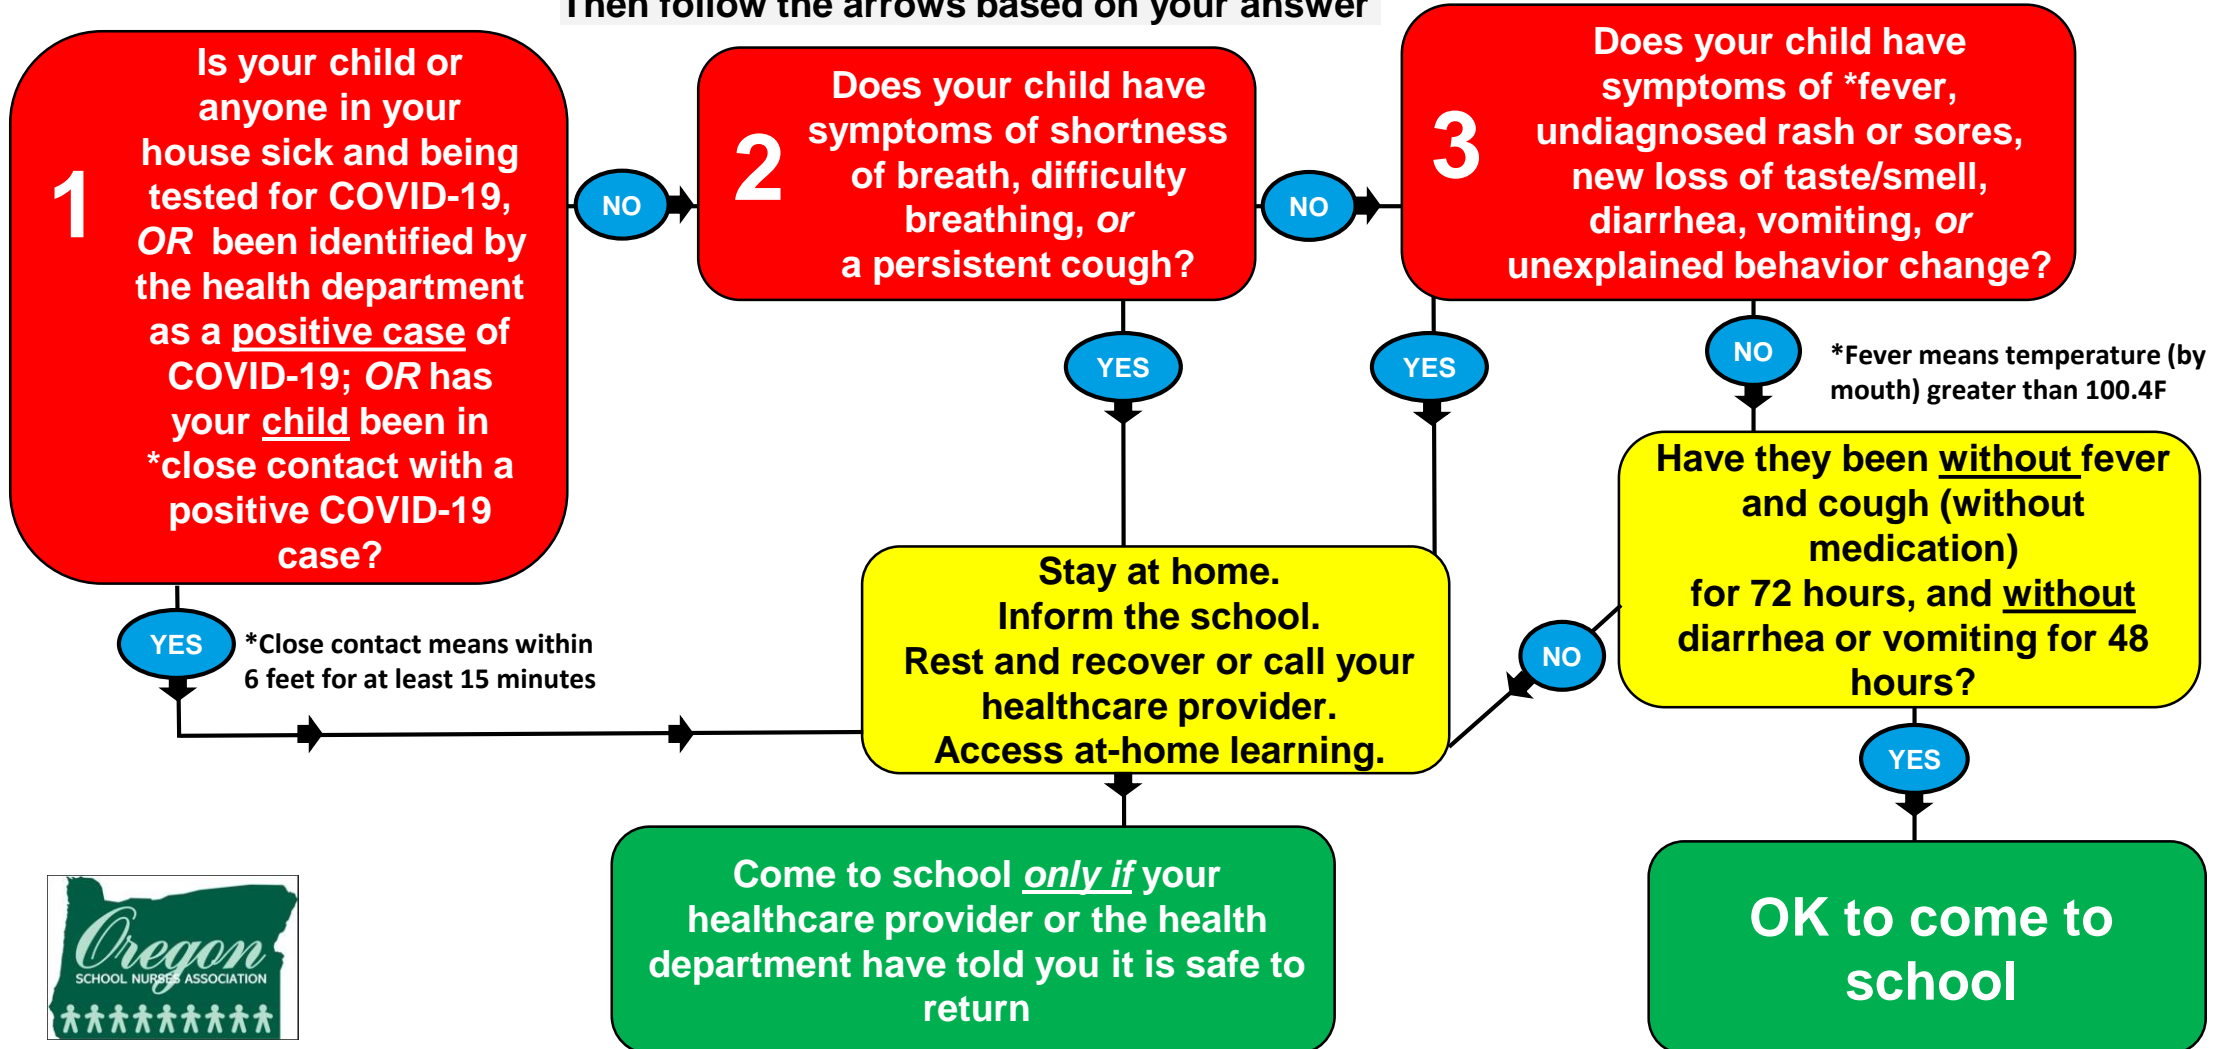 Then follow the arrows based on your answer
1
Is your child or
anyone in your
house sick and being
tested for COVID-19,
OR been identified by
the health department
as a positive case of
COVID-19; OR has
your child been in
*close contact with a
positive COVID-19
case?
NO
2
Does your child have
symptoms of shortness
of breath, difficulty
breathing, or
a persistent cough?
NO
3
Does your child have
symptoms of *fever,
undiagnosed rash or sores,
new loss of taste/smell,
diarrhea, vomiting, or
unexplained behavior change?
YES
YES
NO
*Fever means temperature (by
mouth) greater than 100.4F
Have they been without fever
and cough (without
medication)
for 72 hours, and without
diarrhea or vomiting for 48
hours?
YES
*Close contact means within
6 feet for at least 15 minutes
Stay at home.
Inform the school.
Rest and recover or call your
healthcare provider.
Access at-home learning.
NO
YES
Come to school only if your
healthcare provider or the health
department have told you it is safe to
return
OK to come to
school
Oregon
SCHOOL NURSES ASSOCIATION